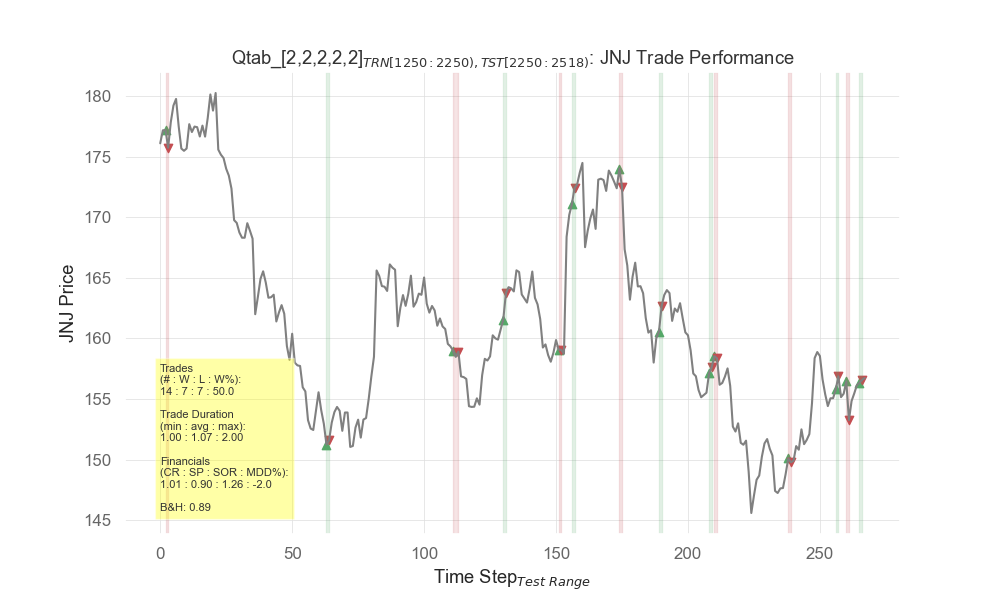 Qtab_[2,2,2,2,2]TRN[1250:2250),TST[2250:2518): JNJ Trade Performance
180
175
170
165
160
155
150
145
JNJ Price
Trades
(# : W : L : W%):
14 : 7 : 7 : 50.0
Trade Duration
(min : avg : max):
1.00 : 1.07 : 2.00
Financials
(CR : SP : SOR : MDD%):
1.01 : 0.90 : 1.26 : -2.0
B&H: 0.89
0 50 100 150 200 250
Time StepTest Range